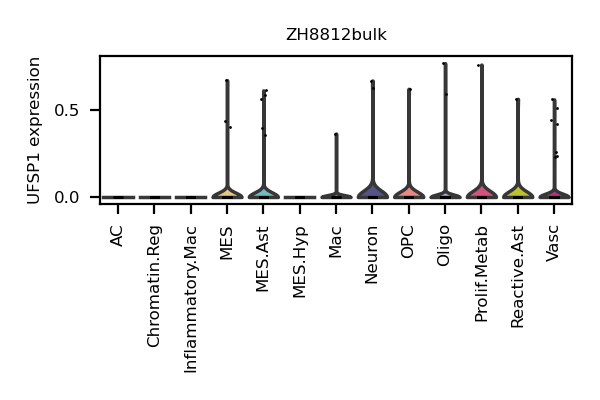 ZH8812bulk
UFSP1 expression
0.5
0.0
AC
Chromatin.Reg
Inflammatory.Mac
MES
MES.Ast
MES.Hyp
Mac
Neuron
OPC
Oligo
Prolif.Metab
Reactive.Ast
Vasc